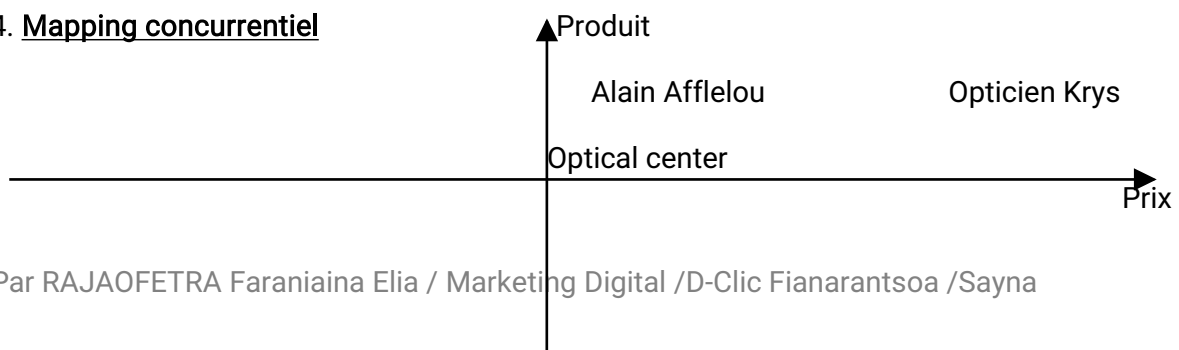 4. Mapping concurrentiel
Produit
Alain Afflelou Opticien Krys
Optical center
Prix
Par RAJAOFETRA Faraniaina Elia / Marketing Digital /D-Clic Fianarantsoa /Sayna